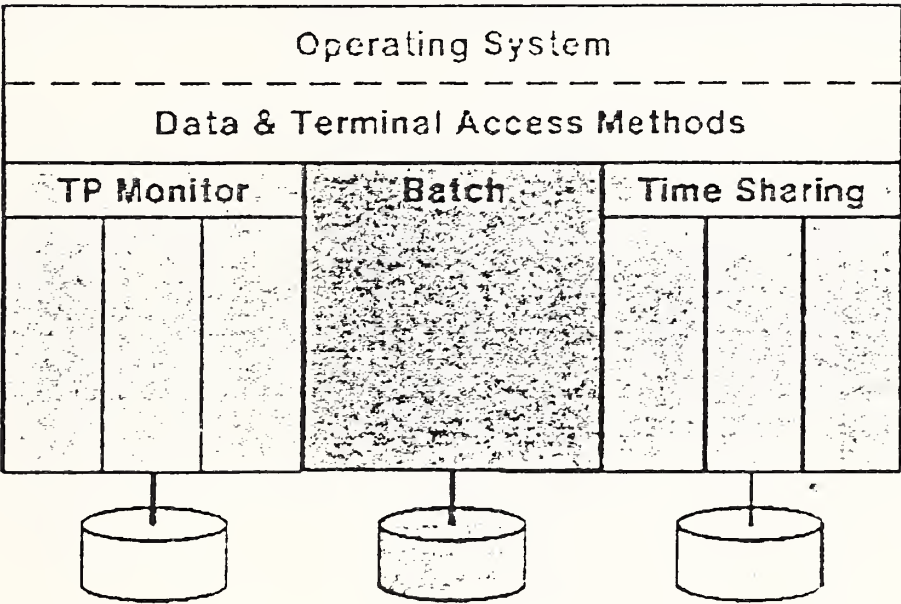 Operating System
Data & Terminal Access Methods
TP Monitor
Batch
Time Sharing